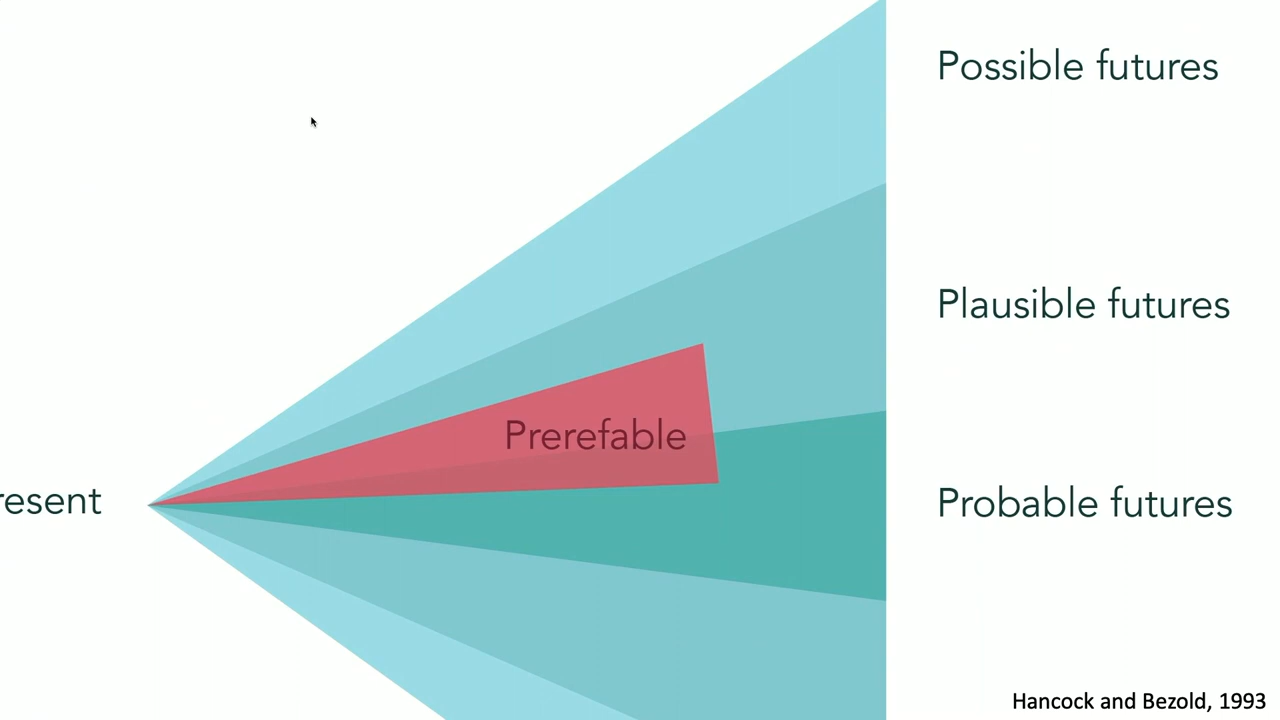 Possible futures
Plausible futures
Prerefable
resent
Probable futures
Hancock and Bezold, 1993